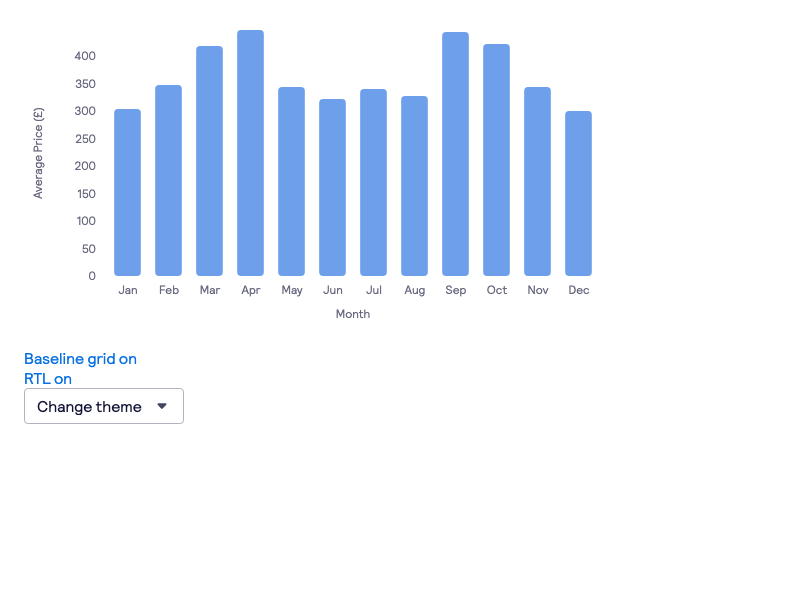 Average Price (£)
400
350
300
250
200
150
100
50
0
Jan Feb Mar Apr May Jun Jul Aug Sep Oct Nov Dec
Month
Baseline grid on
RTL on
Change theme